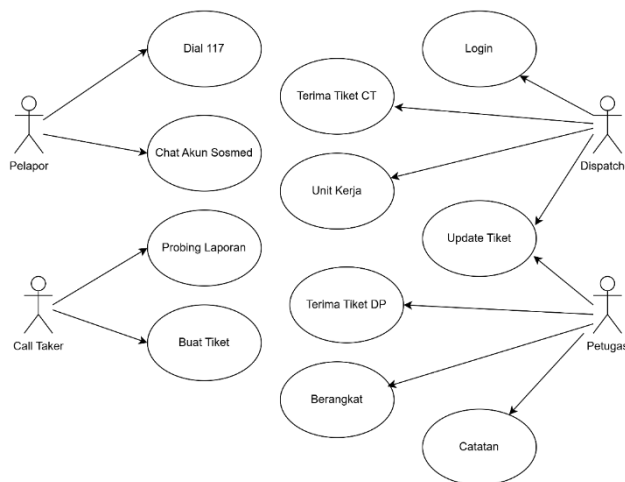 Dial 117
Login
Terima Tiket CT
Pelapor
Chat Akun Sosmed
Dispatche
Unit Kerja
Probing Laporan
Update Tiket
Terima Tiket DP
Call Taker
Buat Tiket
Petugas
Berangkat
Catatan